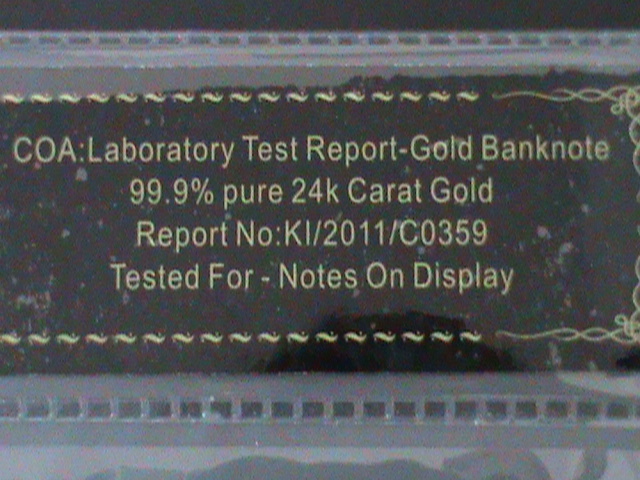 COA:Laboratory Test Report-Gold Banknote
99.9% pure 24k Carat Gold
Report No:KI/2011/C0359
Tested For - Notes On Display